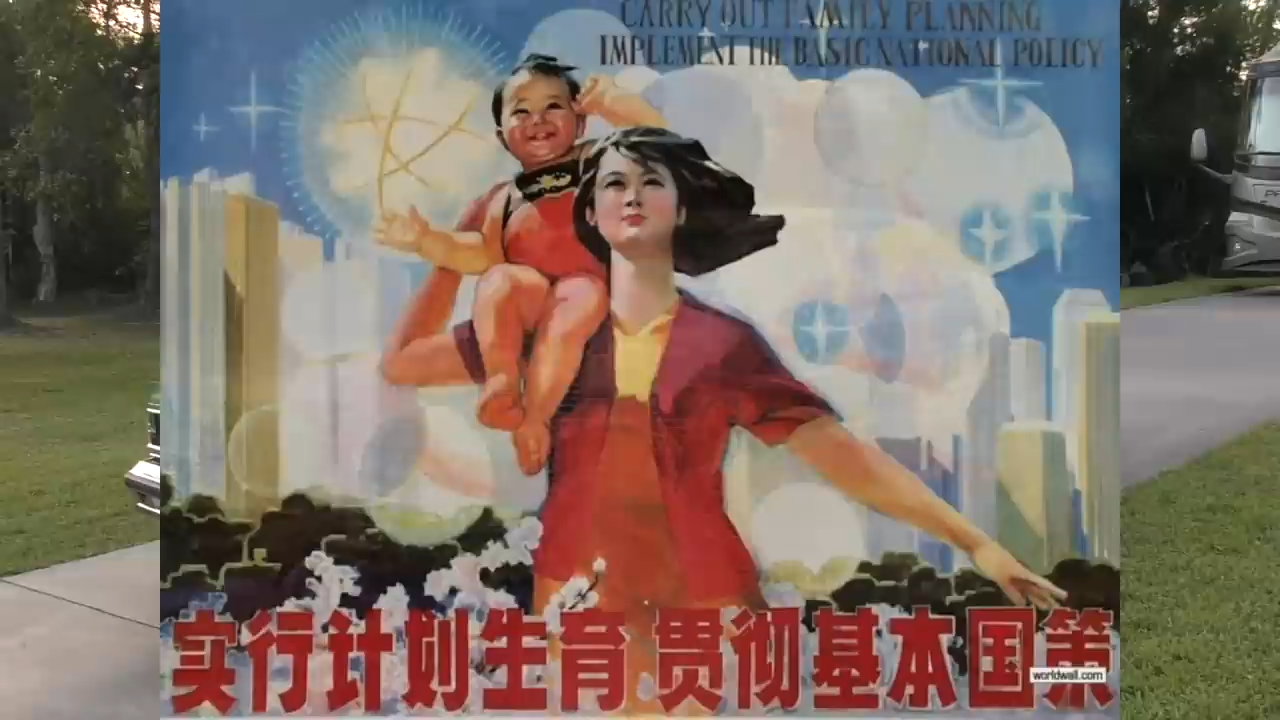 CARRY OUT FAMILY PLANNING
IMPLEMENT THE BASIC NATIONAL POLICY
实行计划生育 贯彻基本国策
worldwall.com